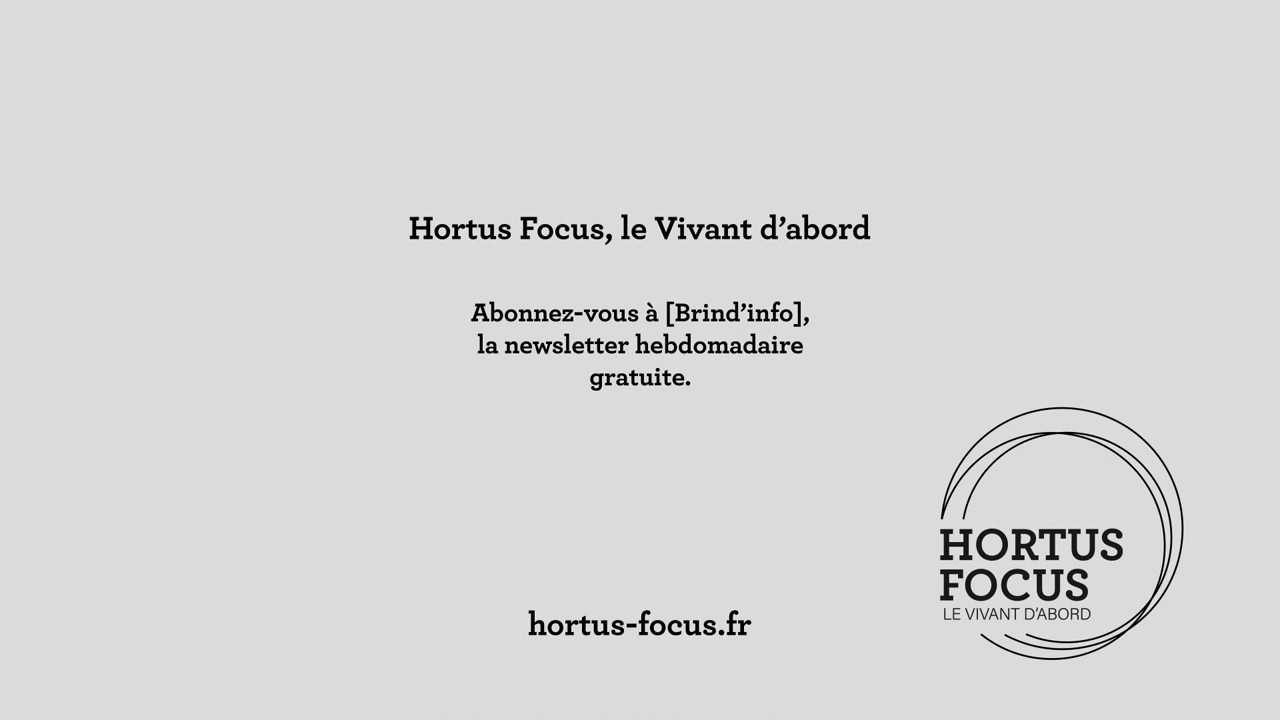 Hortus Focus, le Vivant d’abord
Abonnez-vous à [Brind’info],
la newsletter hebdomadaire
gratuite.
HORTUS
FOCUS
LE VIVANT D’ABORD
hortus-focus.fr